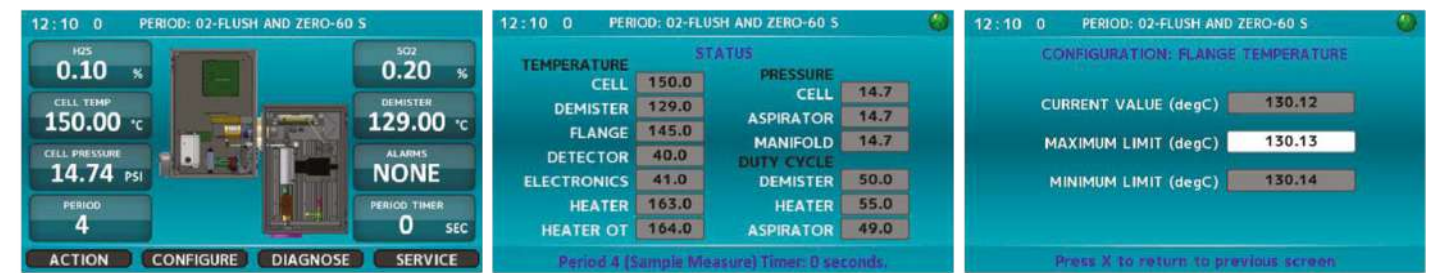 12:10 0 PERIOD: 02-FLUSH AND ZERO-60 S
H2S
0.10 %
CELL TEMP
150.00 °C
CELL PRESSURE
14.74 PSI
PERIOD
4
SO2
0.20 %
DEMISTER
129.00 °C
ALARMS
NONE
PERIOD TIMER
0 SEC
ACTION CONFIGURE DIAGNOSE SERVICE
12:10 0 PERIOD: 02-FLUSH AND ZERO-60 S
STATUS
TEMPERATURE
CELL 150.0
DEMISTER 129.0
FLANGE 145.0
DETECTOR 40.0
ELECTRONICS 41.0
HEATER 163.0
HEATER OT 164.0
PRESSURE
CELL 14.7
ASPIRATOR 14.7
MANIFOLD 14.7
DUTY CYCLE
DEMISTER 50.0
HEATER 55.0
ASPIRATOR 49.0
Period 4 (Sample Measure) Timer: 0 seconds.
12:10 0 PERIOD: 02-FLUSH AND ZERO-60 S
CONFIGURATION: FLANGE TEMPERATURE
CURRENT VALUE (degC) 130.12
MAXIMUM LIMIT (degC) 130.13
MINIMUM LIMIT (degC) 130.14
Press X to return to previous screen